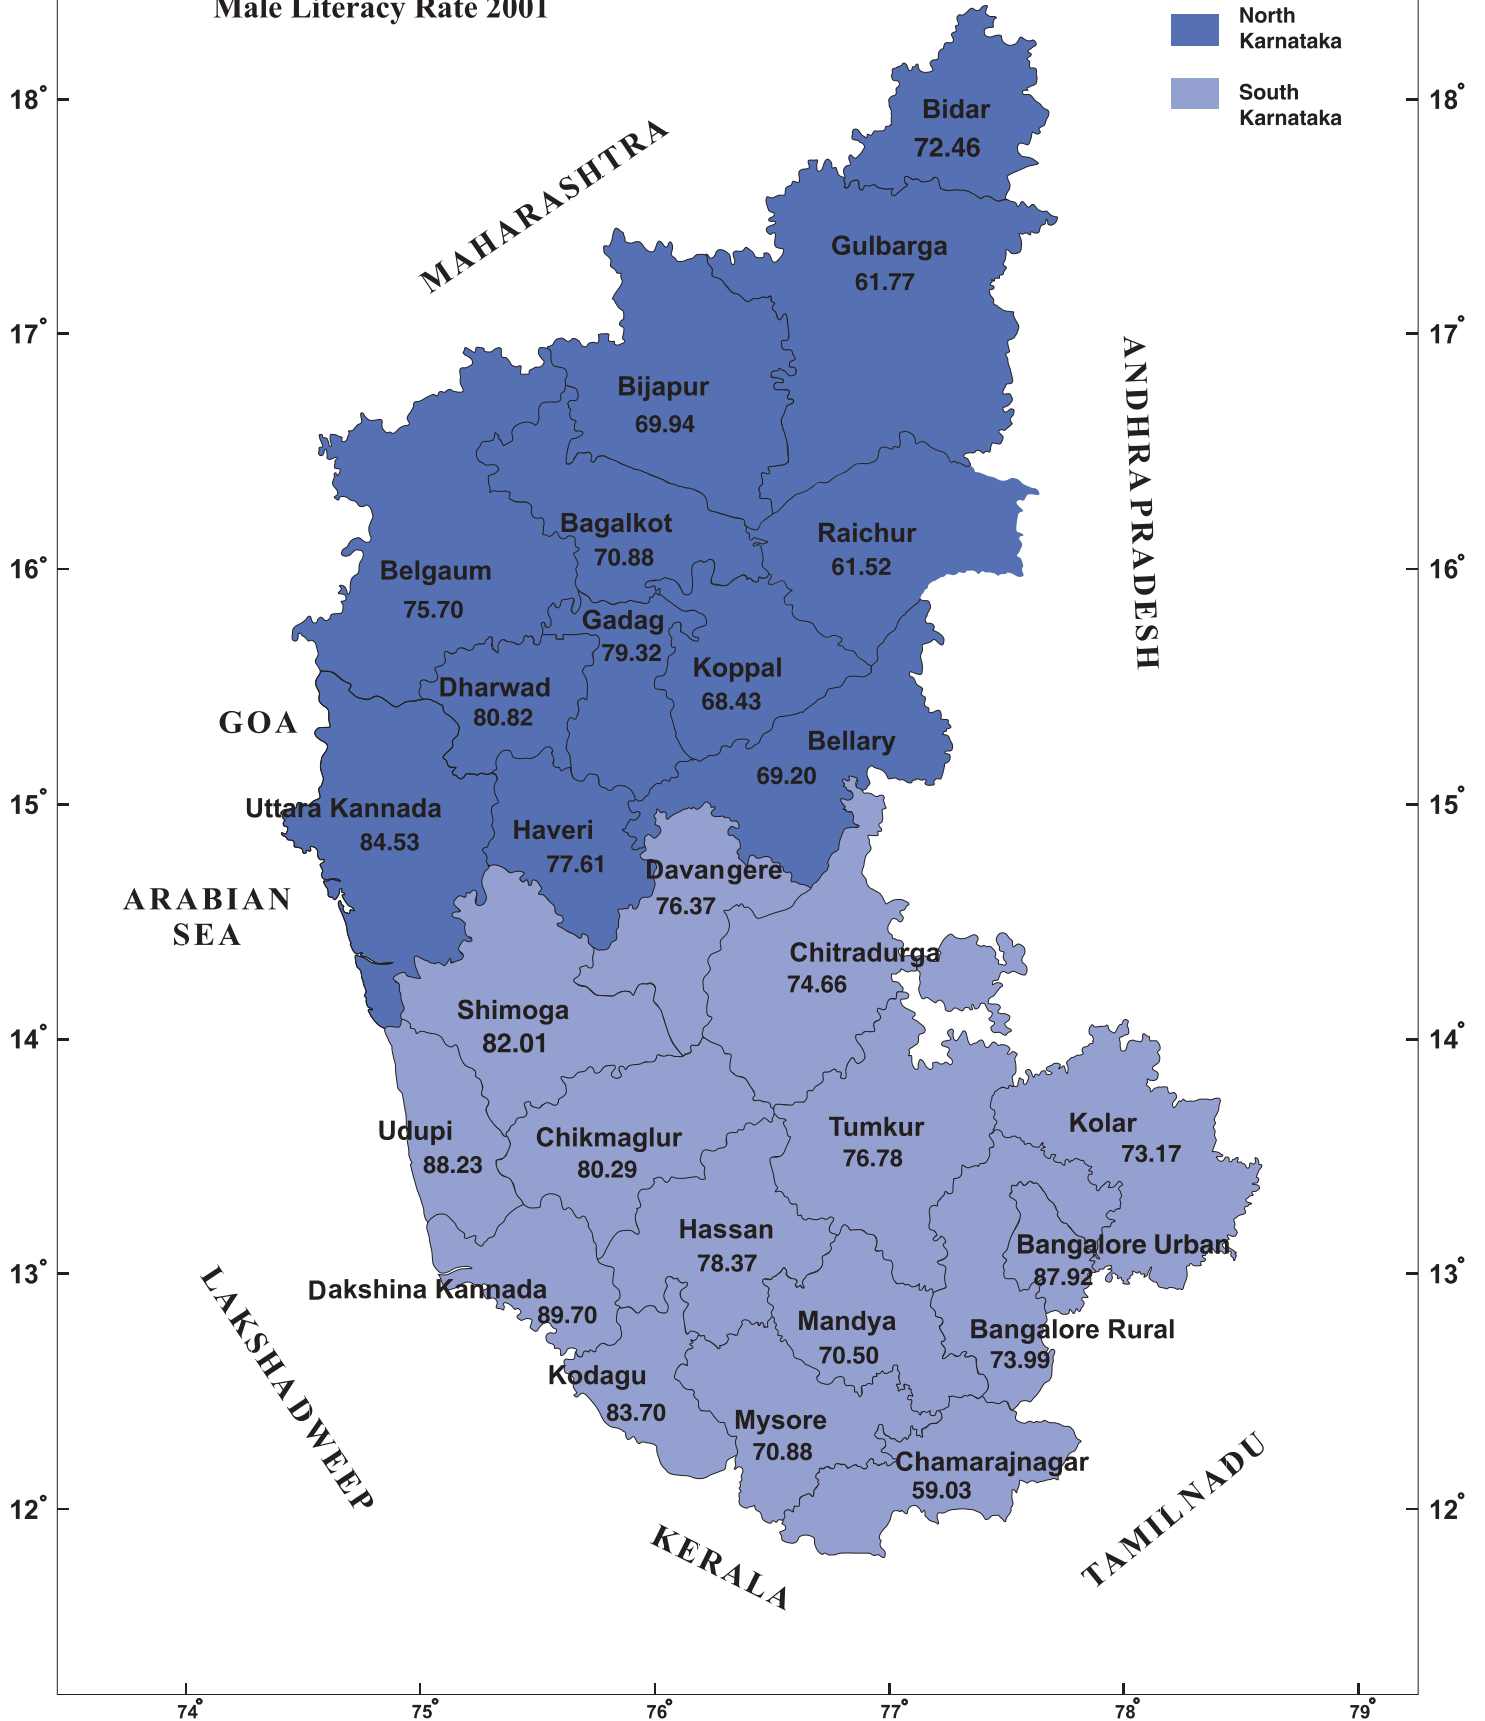 Male Literacy Rate 2001
North
Karnataka
South
Karnataka
18° 18°
Bidar
72.46
MAHARASHTRA
Gulbarga
61.77
17° 17°
ANDHRA PRADESH
Bijapur
69.94
Bagalkot
70.88
Raichur
61.52
16° 16°
Belgaum
75.70
Gadag
79.32
Koppal
68.43
Dharwad
80.82
GOA
Bellary
69.20
15° 15°
Uttara Kannada
84.53
Haveri
77.61
Davangere
76.37
ARABIAN
SEA
Chitradurga
74.66
Shimoga
82.01
14° 14°
Udupi
88.23
Chikmaglur
80.29
Tumkur
76.78
Kolar
73.17
Hassan
78.37
Bangalore Urban
87.92
13° 13°
Dakshina Kannada
89.70
LAKSHADWEEP
Mandya
70.50
Bangalore Rural
73.99
Kodagu
83.70
Mysore
70.88
Chamarajnagar
59.03
12° 12°
KERALA
TAMIL NADU
74° 75° 76° 77° 78° 79°